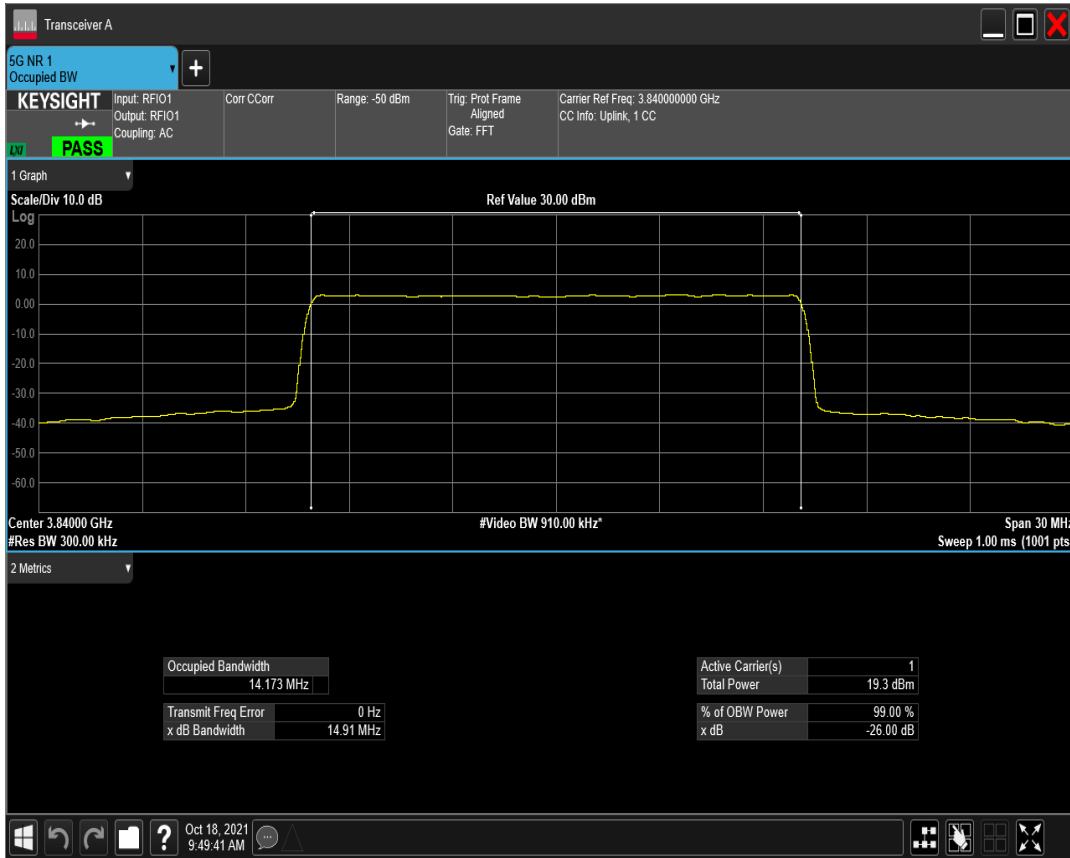 Transceiver A
5G NR 1
Occupied BW
KEYSIGHT
LXI
PASS
Input: RFIO1
Output: RFIO1
Coupling: AC
Corr CCorr
Range: -50 dBm
Trig: Prot Frame
Aligned
Gate: FFT
Carrier Ref Freq: 3.840000000 GHz
CC Info: Uplink, 1 CC
1 Graph
Scale/Div 10.0 dB
Ref Value 30.00 dBm
Log
20.0
10.0
0.00
-10.0
-20.0
-30.0
-40.0
-50.0
-60.0
Center 3.84000 GHz
#Video BW 910.00 kHz*
Span 30 MHz
#Res BW 300.00 kHz
Sweep 1.00 ms (1001 pts
2 Metrics
Occupied Bandwidth
14.173 MHz
Transmit Freq Error 0 Hz
x dB Bandwidth 14.91 MHz
Active Carrier(s) 1
Total Power 19.3 dBm
% of OBW Power 99.00 %
x dB -26.00 dB
?
Oct 18, 2021
9:49:41 AM